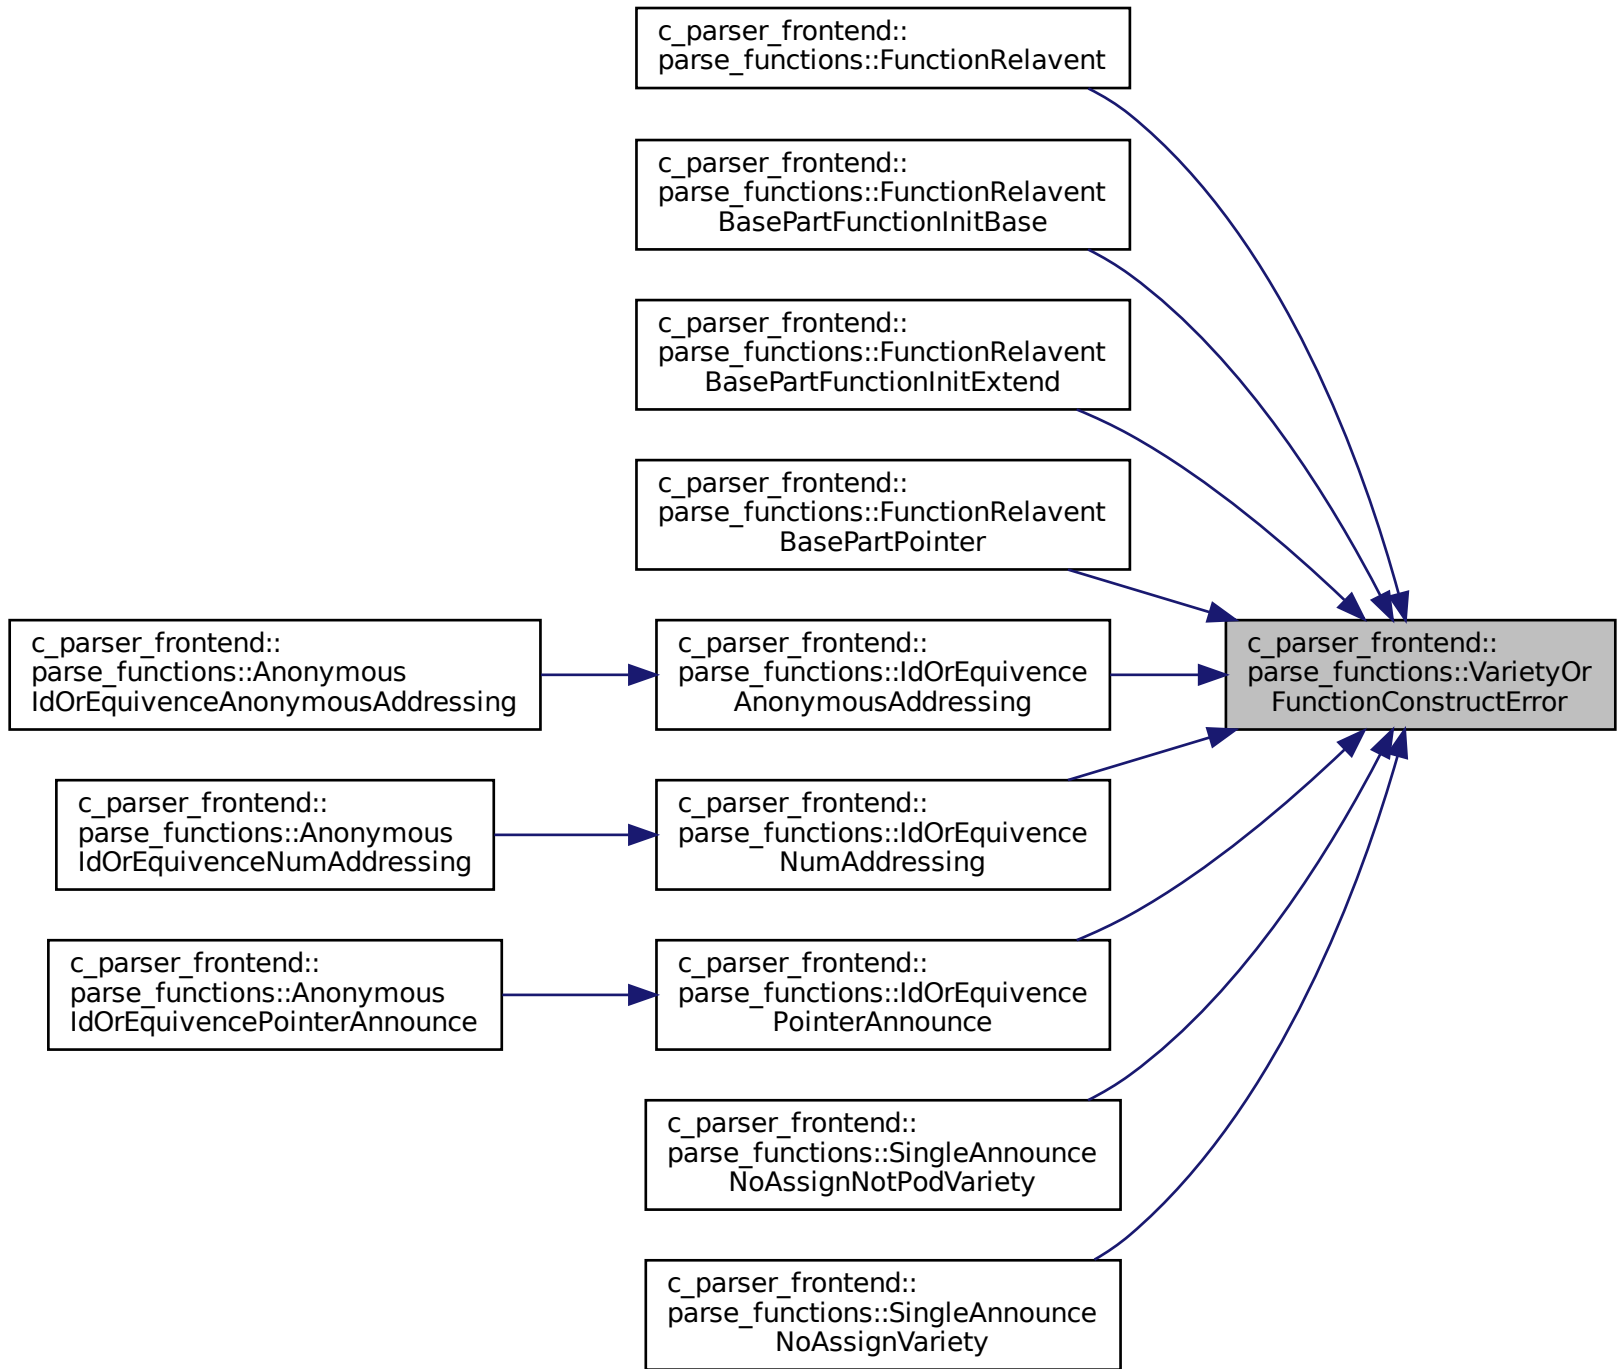 c_parser_frontend::
parse_functions::FunctionRelavent
c_parser_frontend::
parse_functions::FunctionRelavent
BasePartFunctionInitBase
c_parser_frontend::
parse_functions::FunctionRelavent
BasePartFunctionInitExtend
c_parser_frontend::
parse_functions::FunctionRelavent
BasePartPointer
c_parser_frontend::
parse_functions::Anonymous
IdOrEquivenceAnonymousAddressing
c_parser_frontend::
parse_functions::IdOrEquivence
AnonymousAddressing
c_parser_frontend::
parse_functions::VarietyOr
FunctionConstructError
c_parser_frontend::
parse_functions::Anonymous
IdOrEquivenceNumAddressing
c_parser_frontend::
parse_functions::IdOrEquivence
NumAddressing
c_parser_frontend::
parse_functions::Anonymous
IdOrEquivencePointerAnnounce
c_parser_frontend::
parse_functions::IdOrEquivence
PointerAnnounce
c_parser_frontend::
parse_functions::SingleAnnounce
NoAssignNotPodVariety
c_parser_frontend::
parse_functions::SingleAnnounce
NoAssignVariety